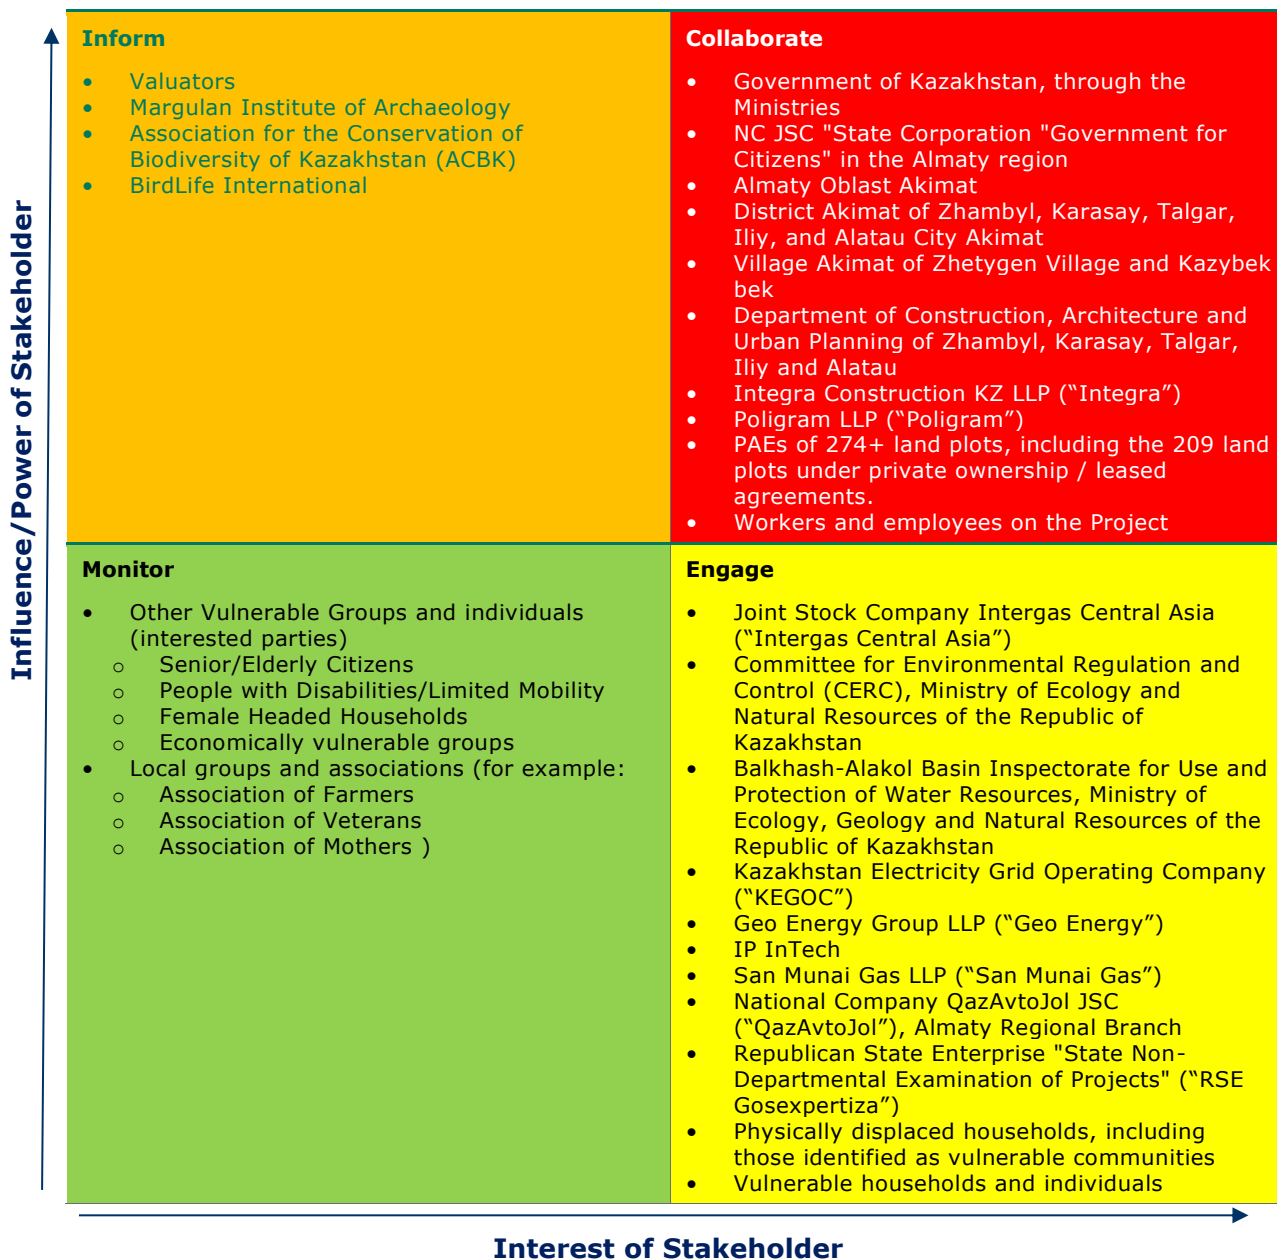 Influence/Power of Stakeholder
Inform
• Valuators
• Margulan Institute of Archaeology
• Association for the Conservation of
Biodiversity of Kazakhstan (ACBK)
• BirdLife International
Collaborate
• Government of Kazakhstan, through the
Ministries
• NC JSC "State Corporation "Government for
Citizens" in the Almaty region
• Almaty Oblast Akimat
• District Akimat of Zhambyl, Karasay, Talgar,
Iliy, and Alatau City Akimat
• Village Akimat of Zhetygen Village and Kazybek
bek
• Department of Construction, Architecture and
Urban Planning of Zhambyl, Karasay, Talgar,
Iliy and Alatau
• Integra Construction KZ LLP (“Integra”)
• Poligram LLP (“Poligram”)
• PAEs of 274+ land plots, including the 209 land
plots under private ownership / leased
agreements.
• Workers and employees on the Project
Monitor
• Other Vulnerable Groups and individuals
(interested parties)
o Senior/Elderly Citizens
o People with Disabilities/Limited Mobility
o Female Headed Households
o Economically vulnerable groups
• Local groups and associations (for example:
o Association of Farmers
o Association of Veterans
o Association of Mothers )
Engage
• Joint Stock Company Intergas Central Asia
(“Intergas Central Asia”)
• Committee for Environmental Regulation and
Control (CERC), Ministry of Ecology and
Natural Resources of the Republic of
Kazakhstan
• Balkhash-Alakol Basin Inspectorate for Use and
Protection of Water Resources, Ministry of
Ecology, Geology and Natural Resources of the
Republic of Kazakhstan
• Kazakhstan Electricity Grid Operating Company
(“KEGOC”)
• Geo Energy Group LLP (“Geo Energy”)
• IP InTech
• San Munai Gas LLP (“San Munai Gas”)
• National Company QazAvtoJol JSC
(“QazAvtoJol”), Almaty Regional Branch
• Republican State Enterprise "State Non-
Departmental Examination of Projects" (“RSE
Gosexpertiza”)
• Physically displaced households, including
those identified as vulnerable communities
• Vulnerable households and individuals
Interest of Stakeholder